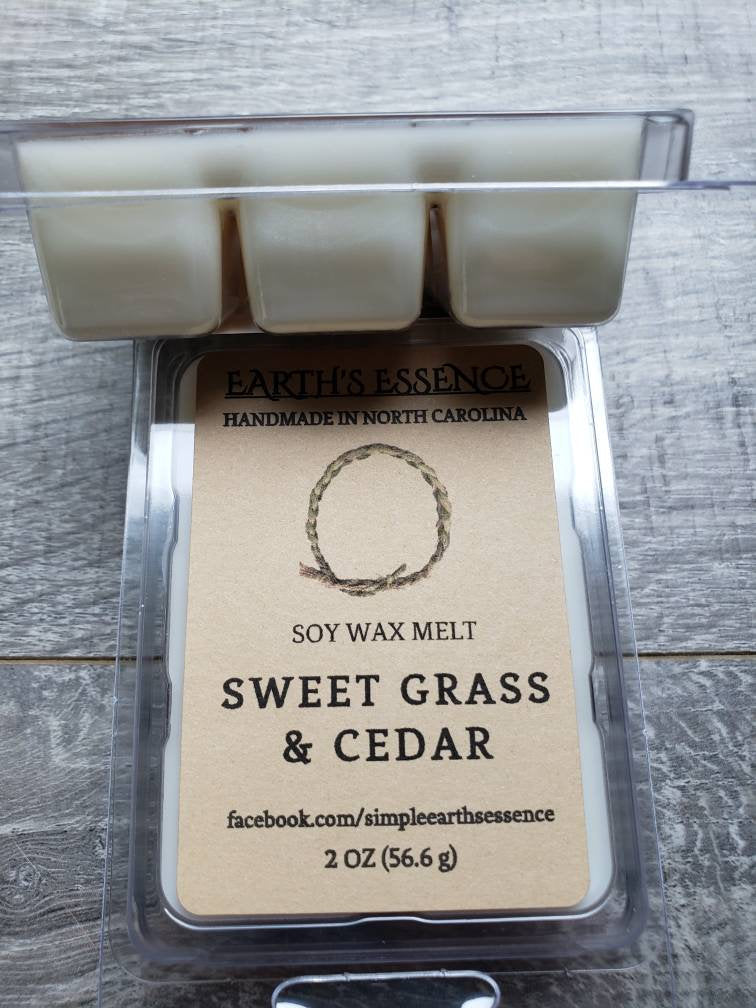 EARTH'S ESSENCE
HANDMADE IN NORTH CAROLINA
SOY WAX MELT
SWEET GRASS
& CEDAR
facebook.com/simpleearthsessence
2 OZ (56.6 g)